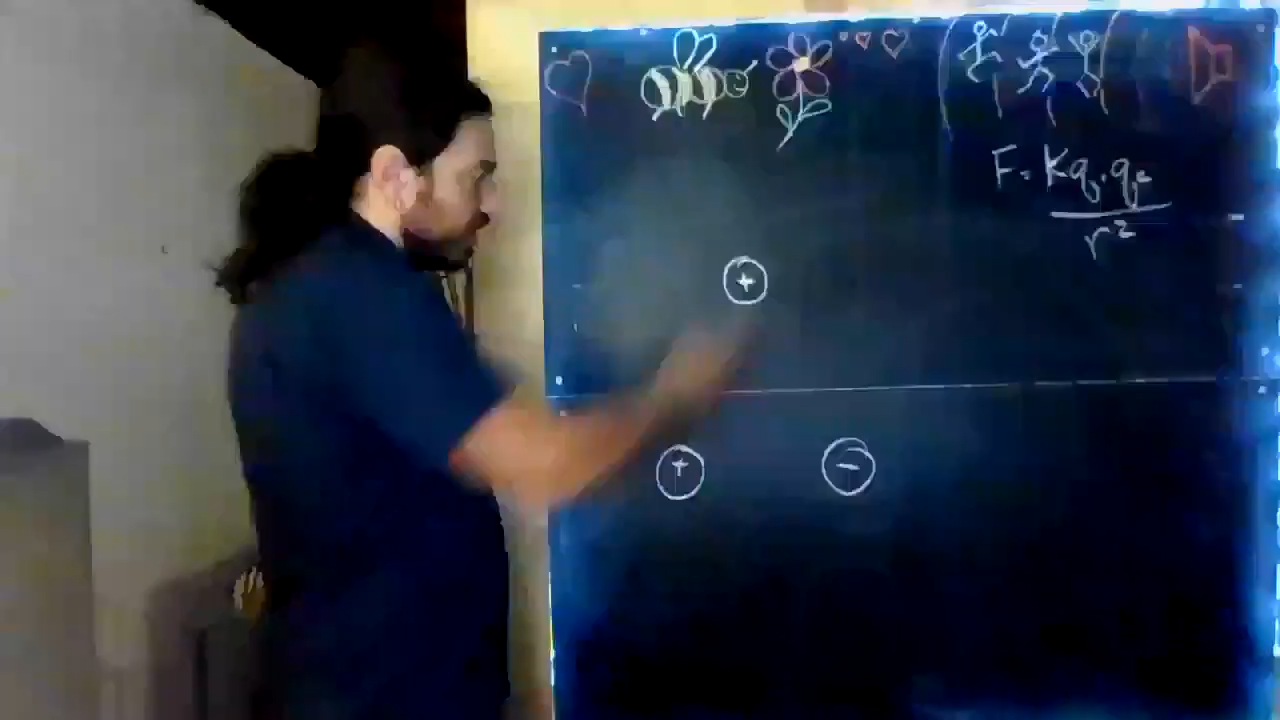 F = Kq₁·q₂
r²
+
+ −